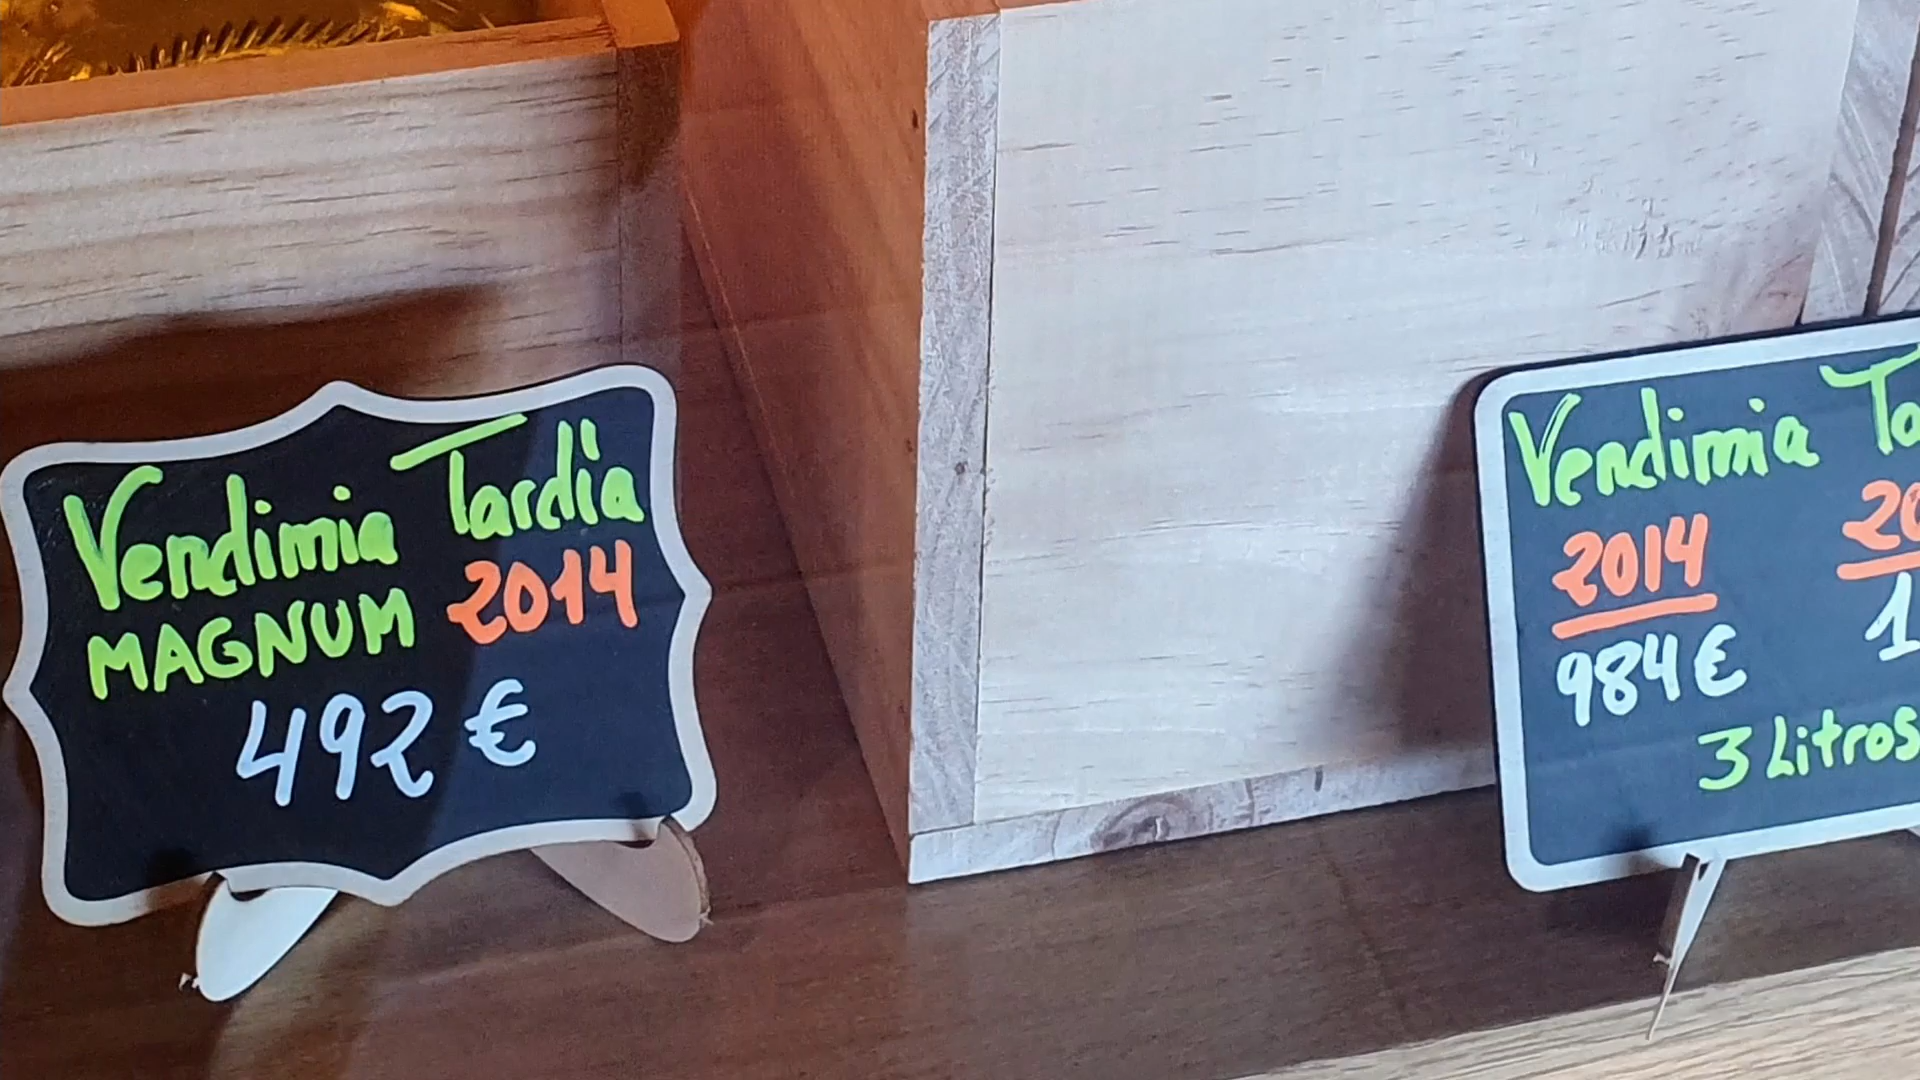 Vendimia Tardia
MAGNUM 2014
492 €
Vendimia
2014
984 €
3 Litros